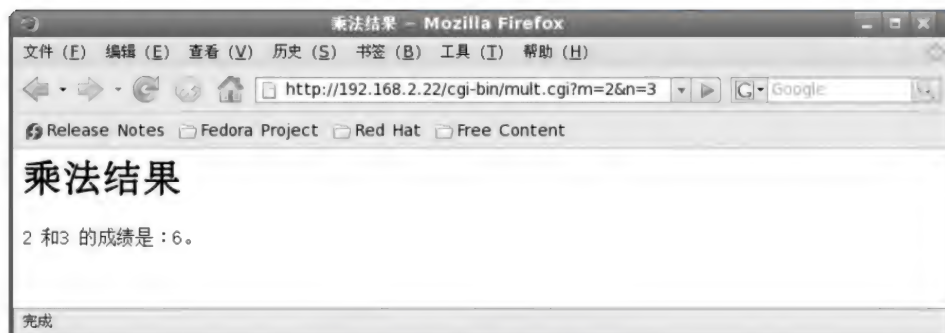 乘法结果 - Mozilla Firefox
文件 (F) 编辑 (E) 查看 (V) 历史 (S) 书签 (B) 工具 (T) 帮助 (H)
http://192.168.2.22/cgi-bin/mult.cgi?m=2&n=3 G Google
Release Notes Fedora Project Red Hat Free Content
乘法结果
2 和3 的成绩是：6。
完成